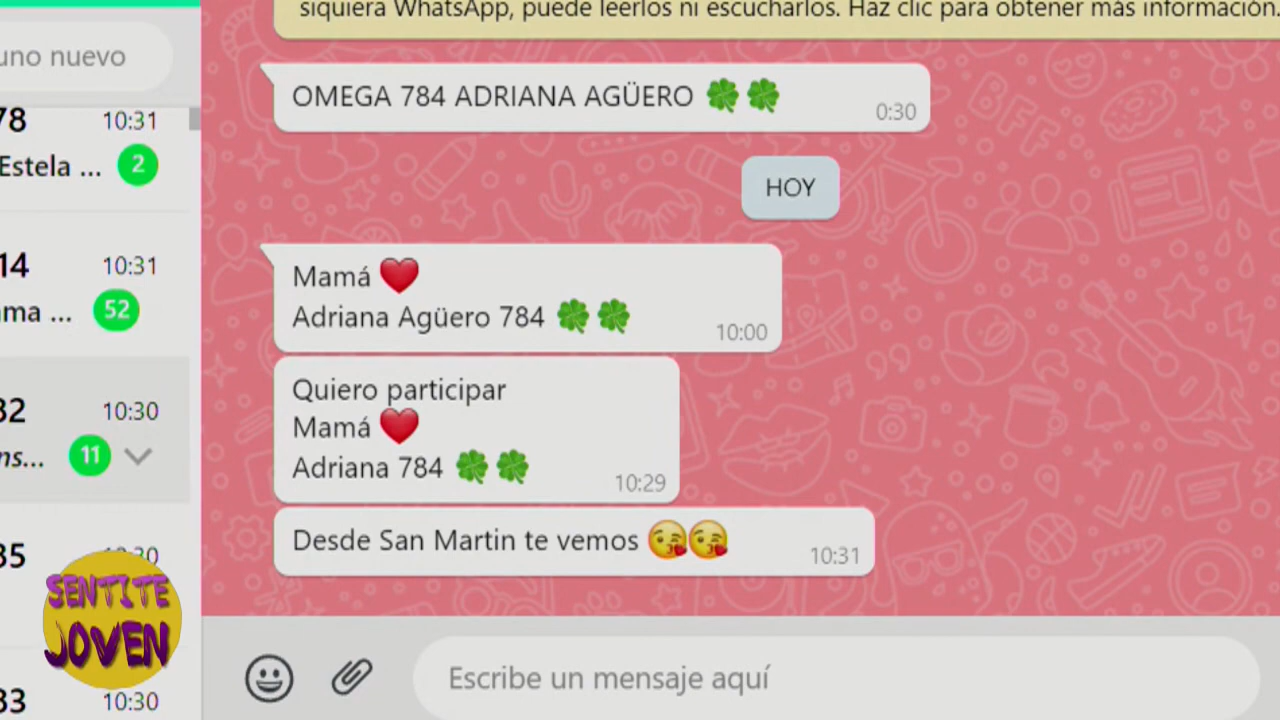 siquiera WhatsApp, puede leerlos ni escucharlos. Haz clic para obtener más información.
uno nuevo
OMEGA 784 ADRIANA AGÜERO 🍀🍀
0:30
78
10:31
Estela ...
2
HOY
14
10:31
ma ...
52
Mamá ❤️
Adriana Agüero 784 🍀🍀
10:00
32
10:30
ns...
11
Quiero participar
Mamá ❤️
Adriana 784 🍀🍀
10:29
Desde San Martin te vemos 😘😘
10:31
35
10:30
SENTITE
JOVEN
33
10:30
Escribe un mensaje aquí